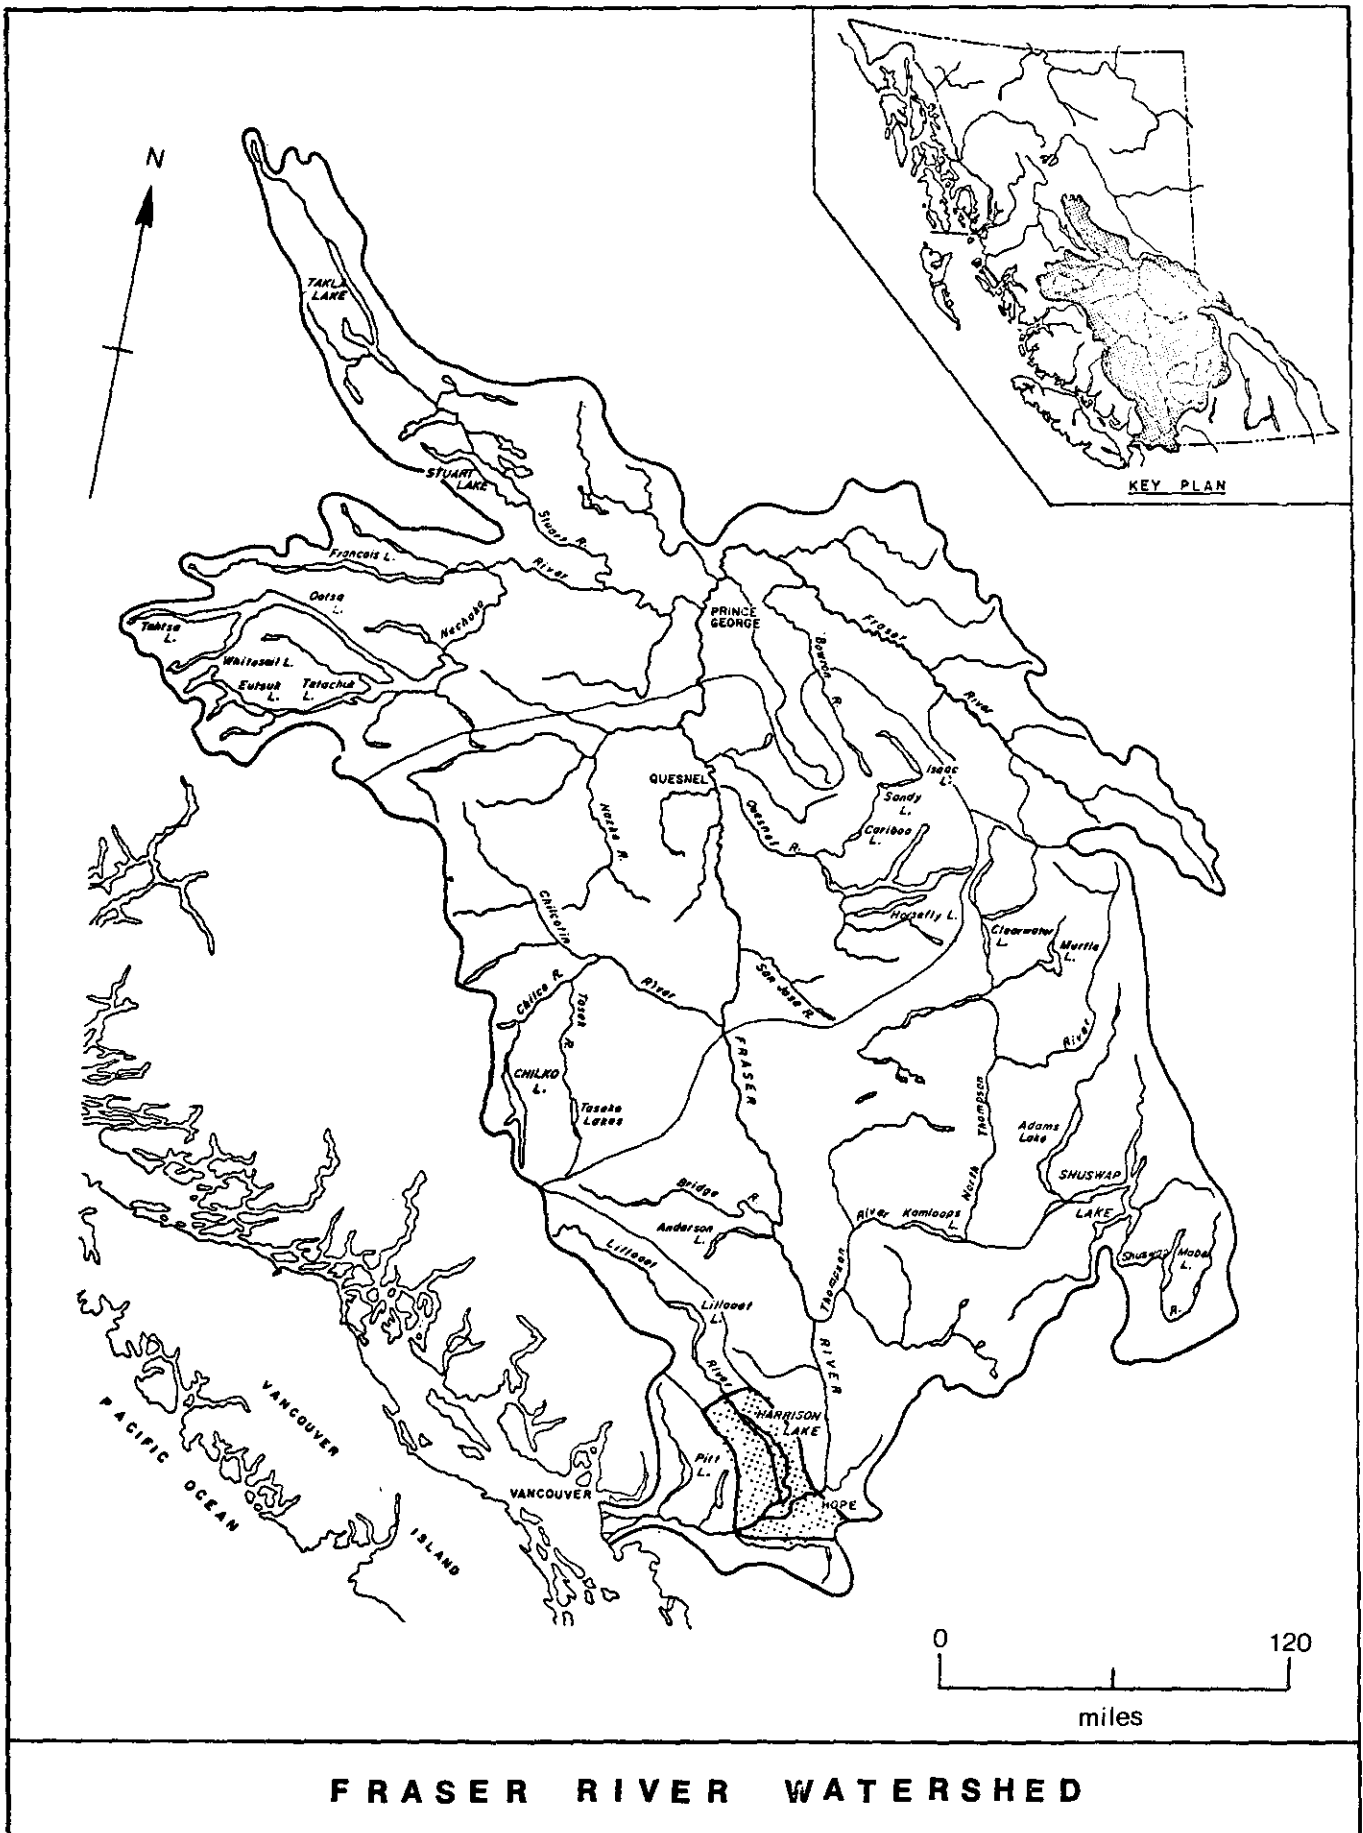 N
KEY PLAN
TAKLA
LAKE
STUART
LAKE
Stuart R.
Francois L.
River
Ootsa
L.
Nechako
Tahtsa
L.
Whitesail L.
Eutsuk
L.
Tetachuk
L.
PRINCE
GEORGE
Fraser
River
Bowron
R.
QUESNEL
Isaac
L.
Sandy
L.
Cariboo
L.
Quesnel R.
Nazko R.
Horsefly L.
Clearwater
L.
Murtle
L.
Chilcotin
River
Chilco R.
Taseko
Lakes
San Jose R.
CHILKO
L.
FRASER
RIVER
North Thompson
River
Adams
Lake
SHUSWAP
LAKE
Bridge
R.
Anderson
L.
River
Kamloops
L.
Thompson
Shuswap
R.
Mabel
L.
Lillooet
River
Lillooet
L.
HARRISON
LAKE
Pitt
L.
HOPE
VANCOUVER
VANCOUVER
ISLAND
PACIFIC OCEAN
0
120
miles
FRASER RIVER WATERSHED